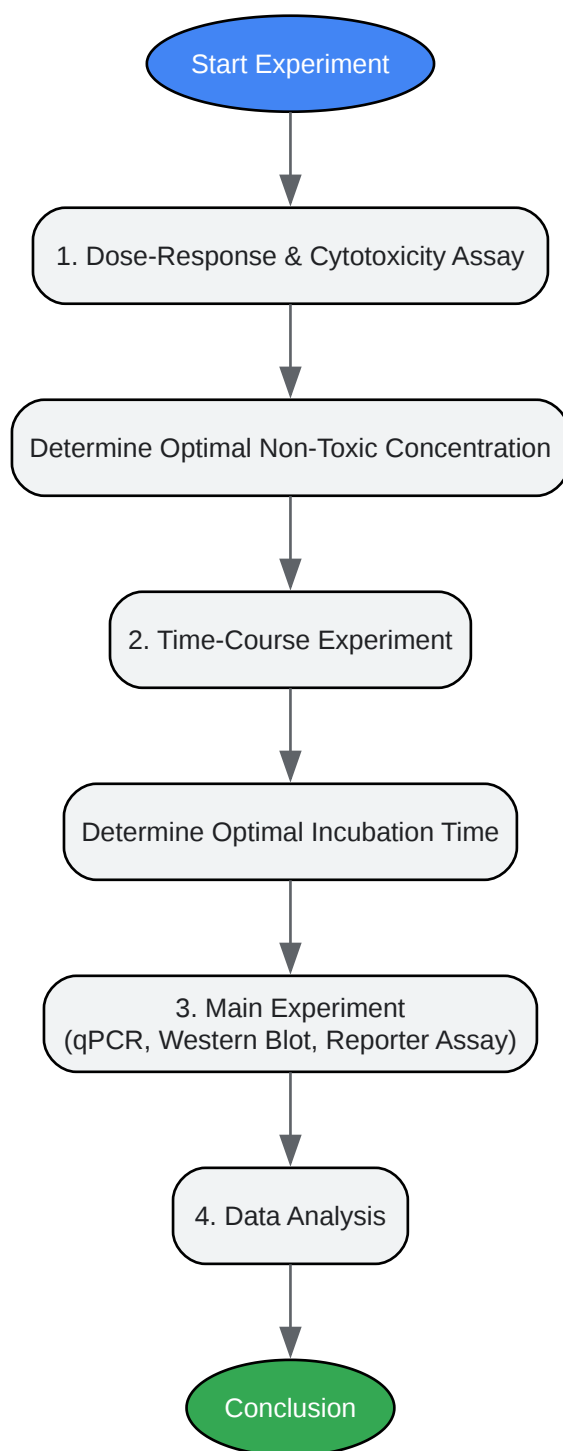 Start Experiment
1. Dose-Response & Cytotoxicity Assay
Determine Optimal Non-Toxic Concentration
2. Time-Course Experiment
Determine Optimal Incubation Time
3. Main Experiment
(qPCR, Western Blot, Reporter Assay)
4. Data Analysis
Conclusion